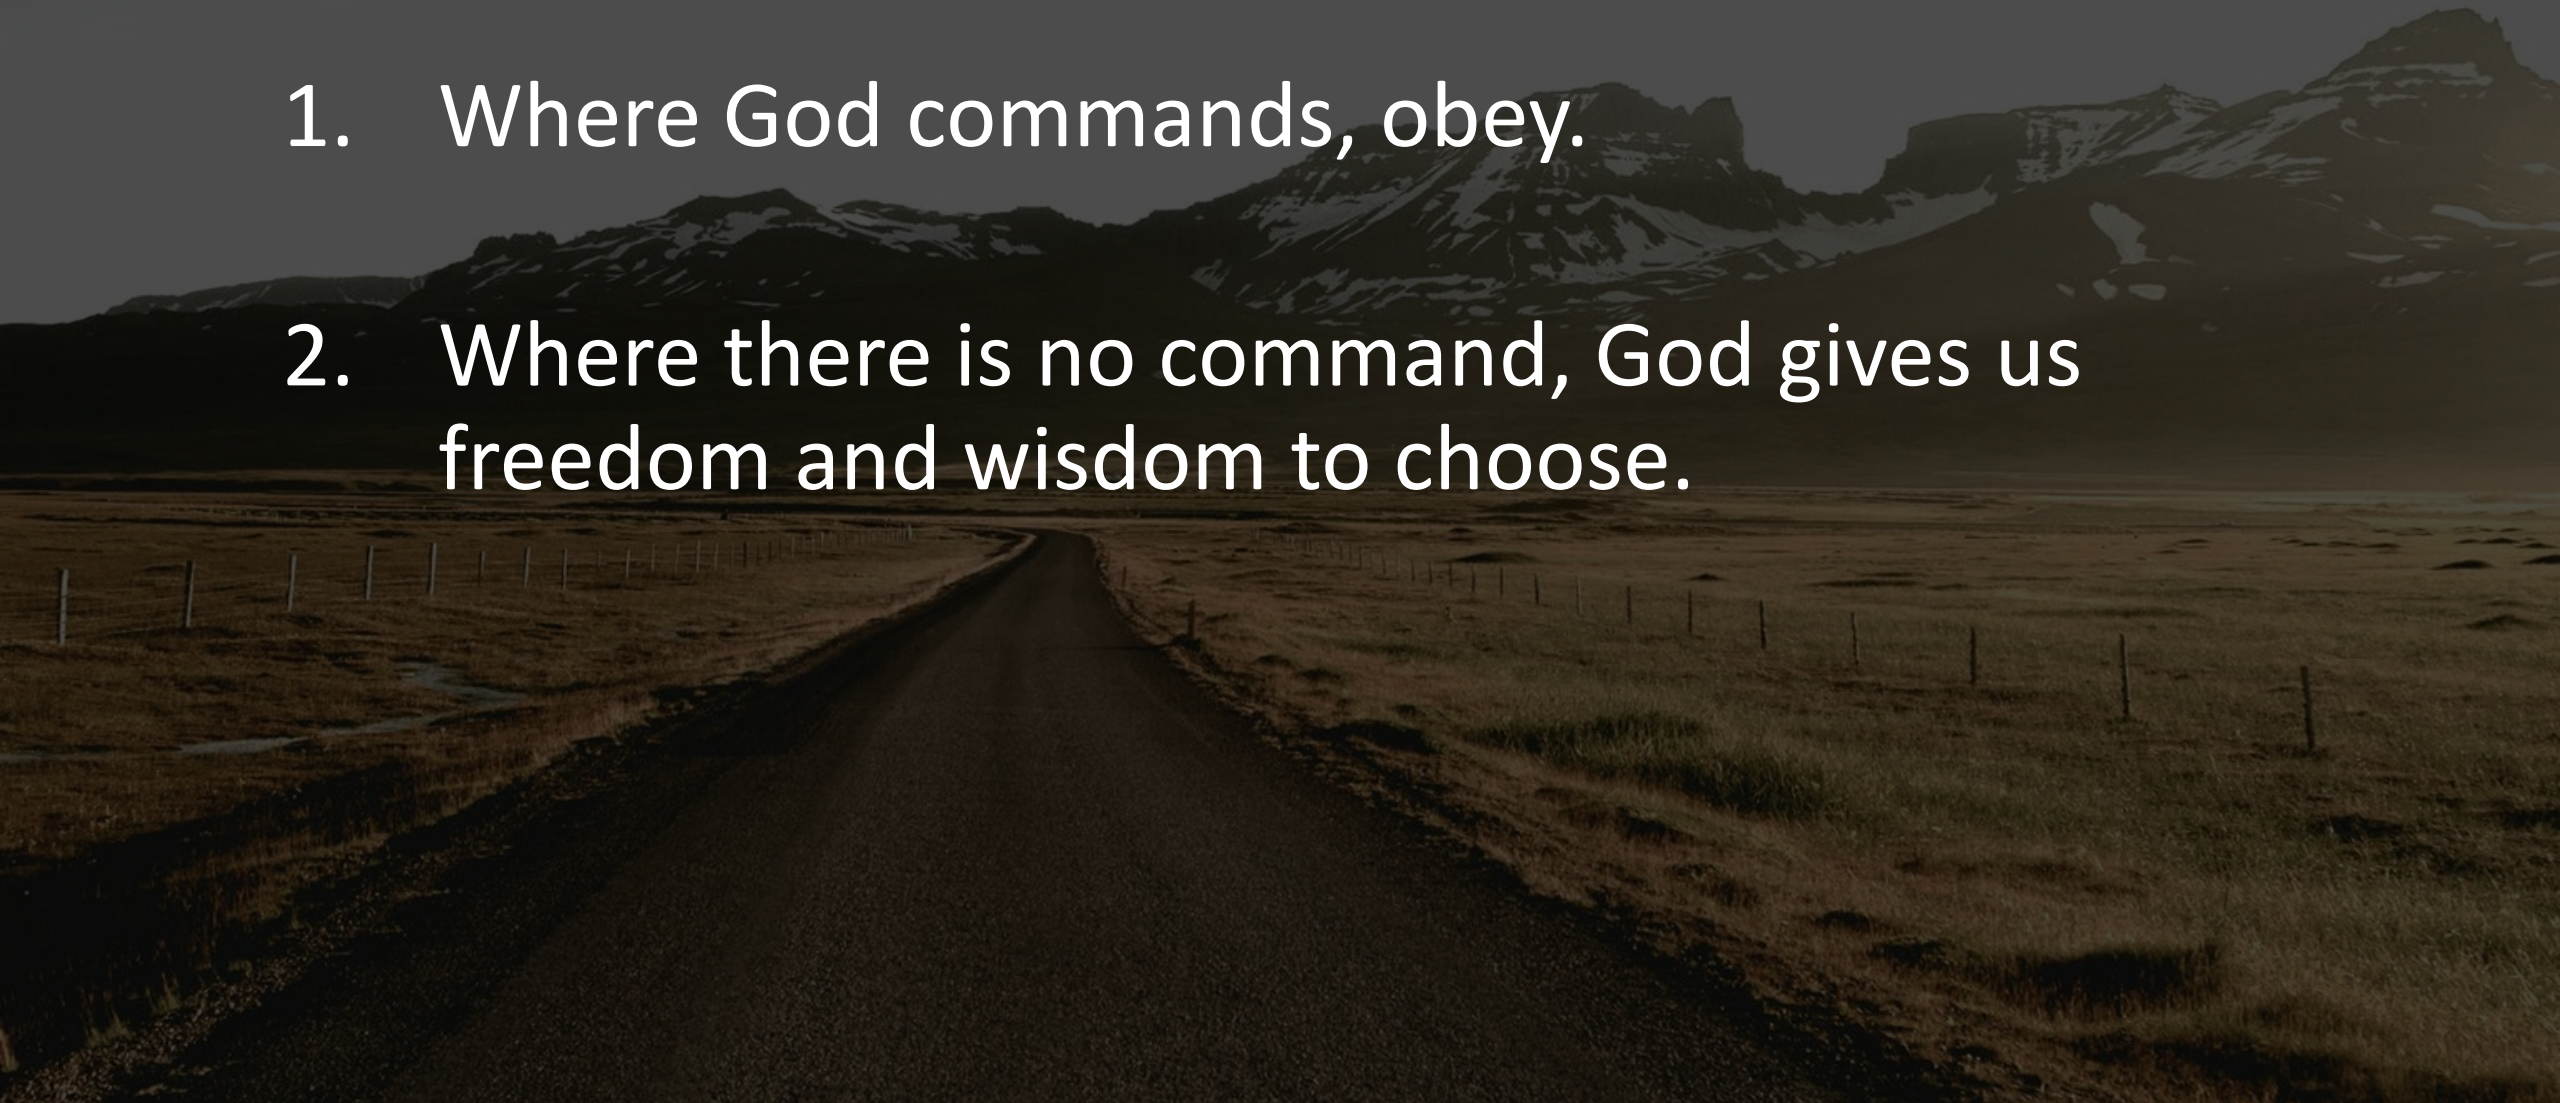 1. Where God commands, obey.
2. Where there is no command, God gives us
freedom and wisdom to choose.